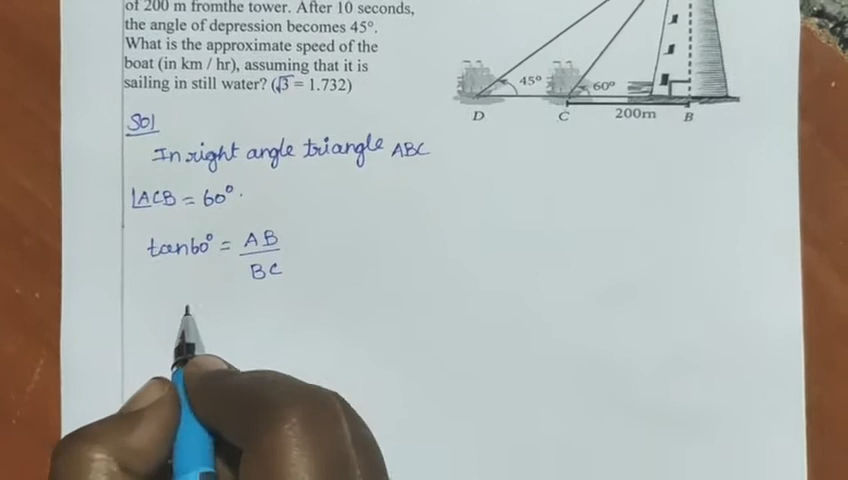 of 200 m fromthe tower. After 10 seconds,
the angle of depression becomes 45°.
What is the approximate speed of the
boat (in km / hr), assuming that it is
sailing in still water? (√3 = 1.732)
45°
60°
D
C
200m
B
Sol
In right angle triangle ABC
∠ACB = 60°.
tan60° = AB
BC